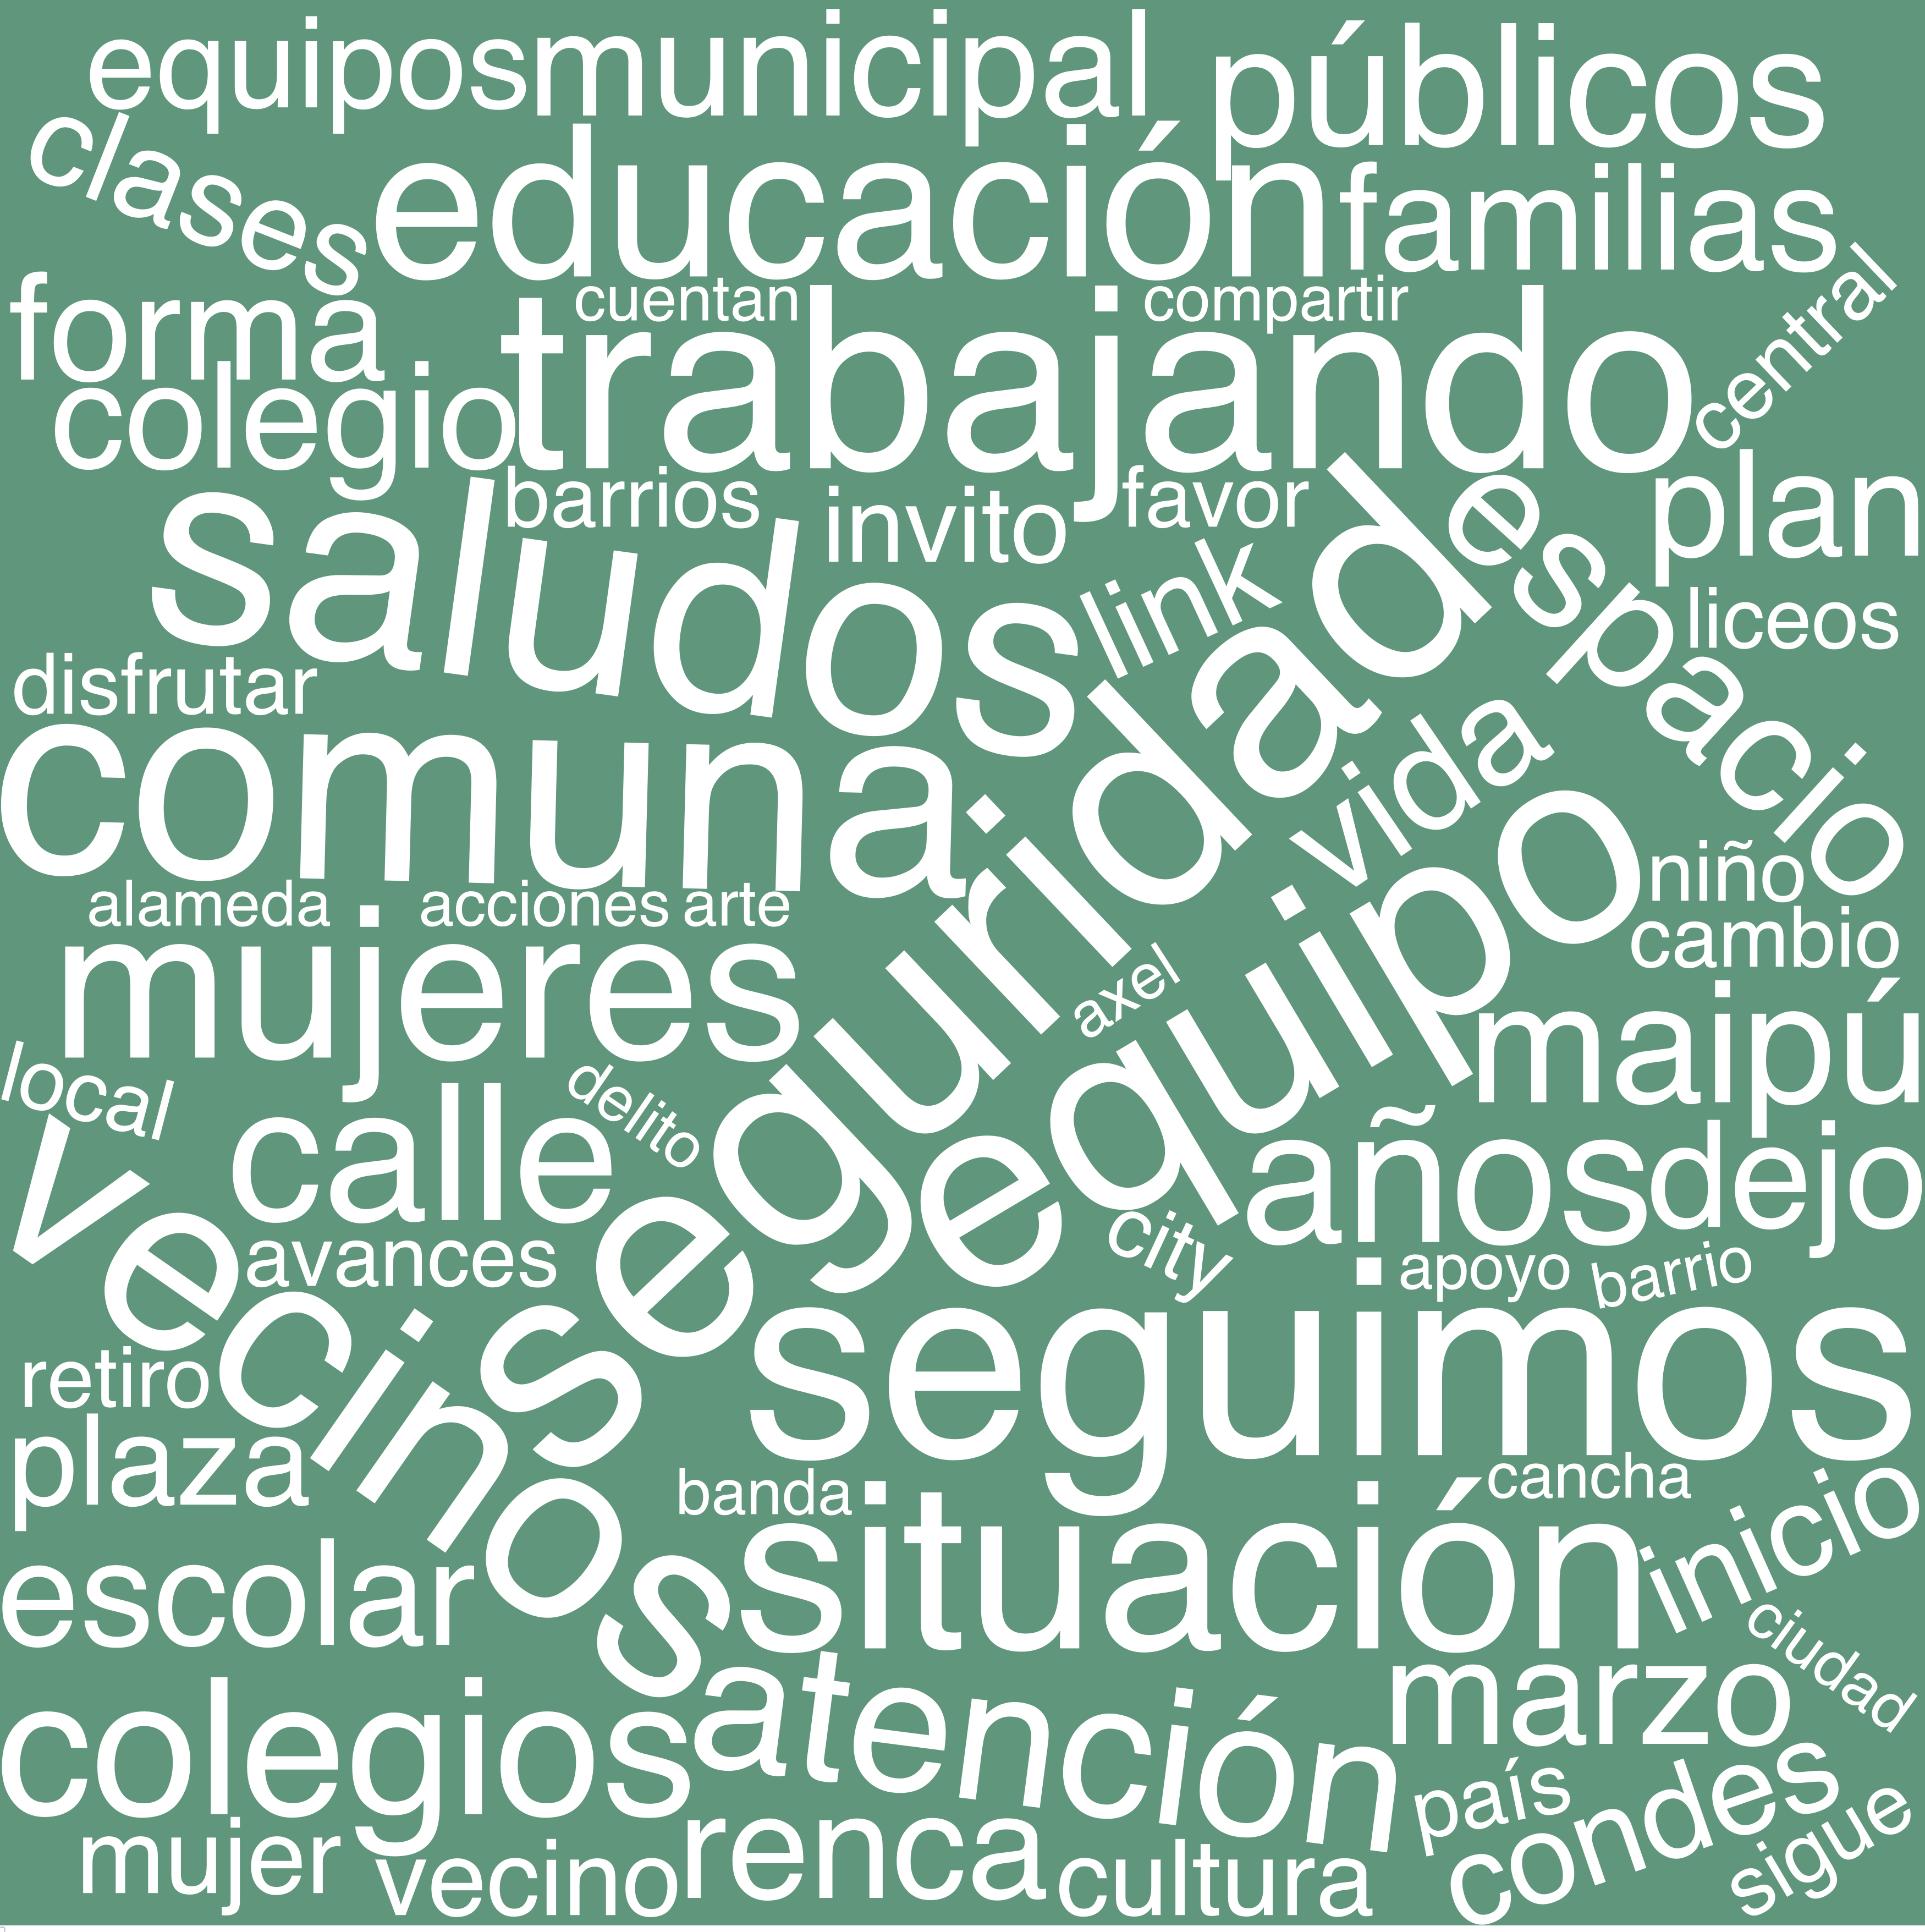 equipos municipal públicos
clases educación familias
forma cuentan compartir central
colegio trabajando
barrios invito favor plan
saludos link espacio liceos
disfrutar
comuna seguridad vida niño
alameda acciones arte cambio
mujeres axel equipo maipú
local calle delito años dejo
vecinos avances city apoyo barrio
retiro seguimos
plaza banda cancha
escolar situación inicio
ciudad
colegios atención marzo
país condes sigue
mujer vecino renca cultura